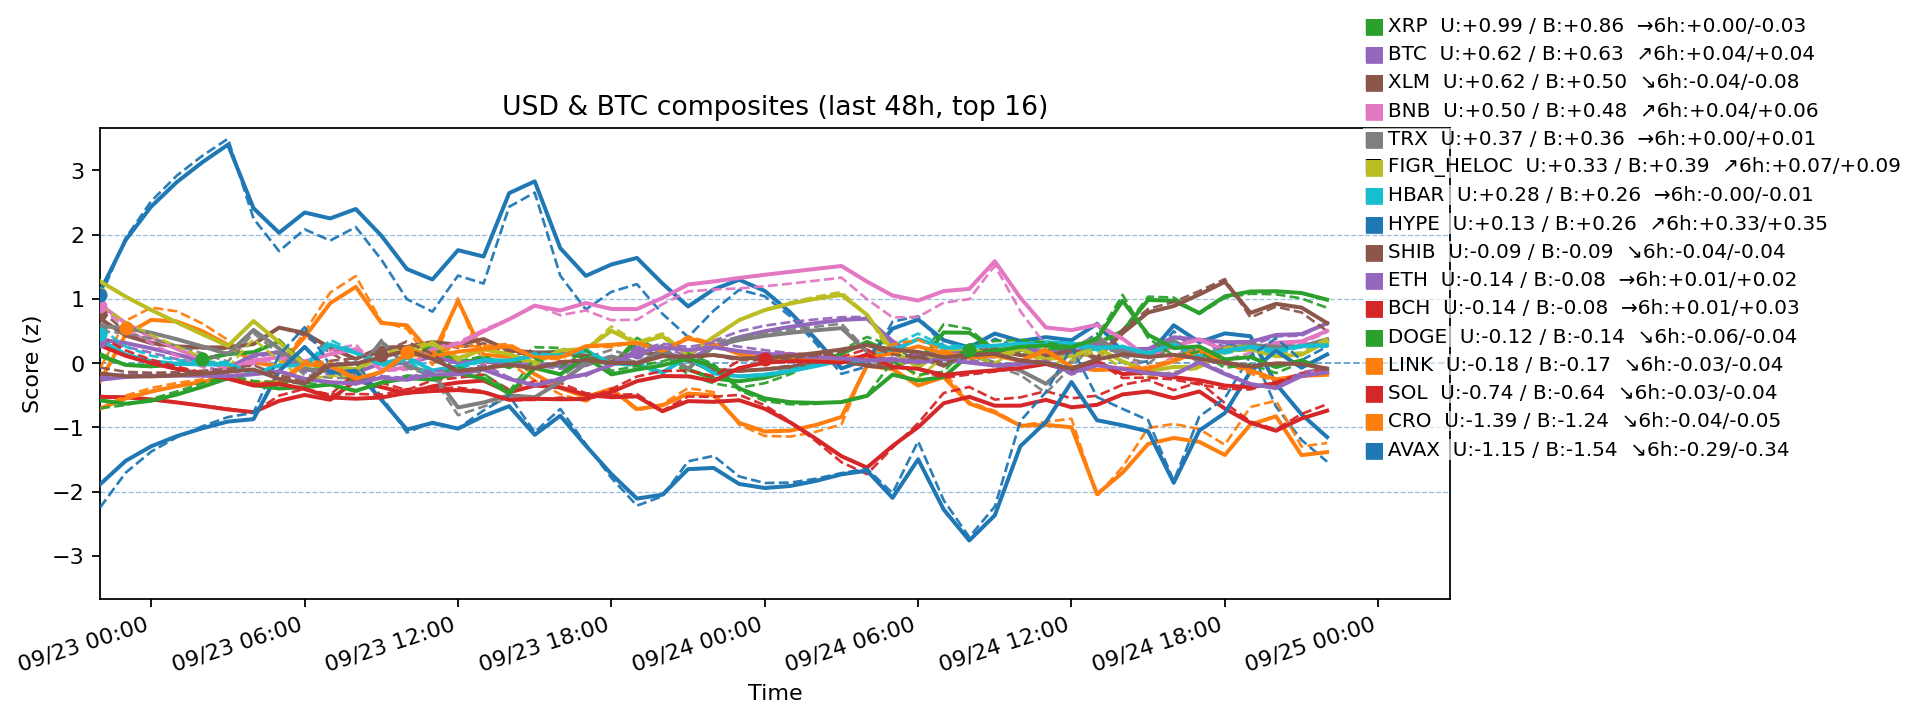 XRP  U:+0.99 / B:+0.86  →6h:+0.00/-0.03
BTC  U:+0.62 / B:+0.63  ↗6h:+0.04/+0.04
XLM  U:+0.62 / B:+0.50  ↘6h:-0.04/-0.08
BNB  U:+0.50 / B:+0.48  ↗6h:+0.04/+0.06
TRX  U:+0.37 / B:+0.36  →6h:+0.00/+0.01
FIGR_HELOC  U:+0.33 / B:+0.39  ↗6h:+0.07/+0.09
HBAR  U:+0.28 / B:+0.26  →6h:-0.00/-0.01
HYPE  U:+0.13 / B:+0.26  ↗6h:+0.33/+0.35
SHIB  U:-0.09 / B:-0.09  ↘6h:-0.04/-0.04
ETH  U:-0.14 / B:-0.08  →6h:+0.01/+0.02
BCH  U:-0.14 / B:-0.08  →6h:+0.01/+0.03
DOGE  U:-0.12 / B:-0.14  ↘6h:-0.06/-0.04
LINK  U:-0.18 / B:-0.17  ↘6h:-0.03/-0.04
SOL  U:-0.74 / B:-0.64  ↘6h:-0.03/-0.04
CRO  U:-1.39 / B:-1.24  ↘6h:-0.04/-0.05
AVAX  U:-1.15 / B:-1.54  ↘6h:-0.29/-0.34
USD & BTC composites (last 48h, top 16)
Score (z)
3
2
1
0
−1
−2
−3
09/23 00:00
09/23 06:00
09/23 12:00
09/23 18:00
09/24 00:00
09/24 06:00
09/24 12:00
09/24 18:00
09/25 00:00
Time